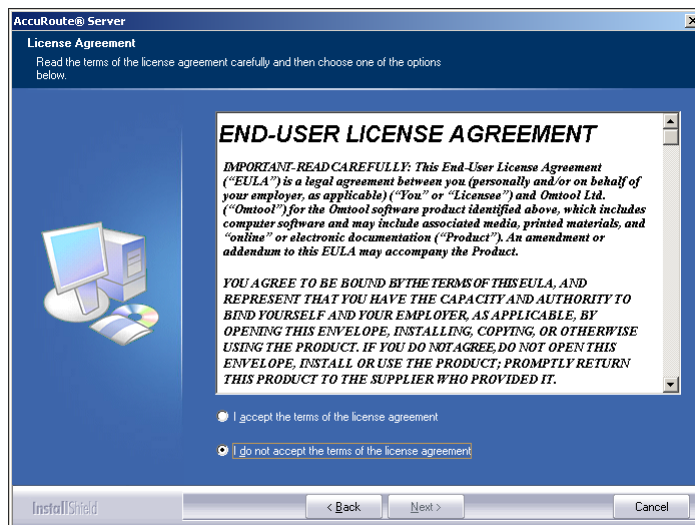 AccuRoute® Server
License Agreement
Read the terms of the license agreement carefully and then choose one of the options
below.
END-USER LICENSE AGREEMENT
IMPORTANT-READ CAREFULLY: This End-User License Agreement
(“EULA”) is a legal agreement between you (personally and/or on behalf of
your employer, as applicable) (“You” or “Licensee”) and Omtool Ltd.
(“Omtool”) for the Omtool software product identified above, which includes
computer software and may include associated media, printed materials, and
“online” or electronic documentation (“Product”). An amendment or
addendum to this EULA may accompany the Product.
YOU AGREE TO BE BOUND BY THE TERMS OF THIS EULA, AND
REPRESENT THAT YOU HAVE THE CAPACITY AND AUTHORITY TO
BIND YOURSELF AND YOUR EMPLOYER, AS APPLICABLE, BY
OPENING THIS ENVELOPE, INSTALLING, COPYING, OR OTHERWISE
USING THE PRODUCT. IF YOU DO NOT AGREE, DO NOT OPEN THIS
ENVELOPE, INSTALL OR USE THE PRODUCT; PROMPTLY RETURN
THIS PRODUCT TO THE SUPPLIER WHO PROVIDED IT.
I accept the terms of the license agreement
I do not accept the terms of the license agreement
InstallShield
< Back
Next >
Cancel